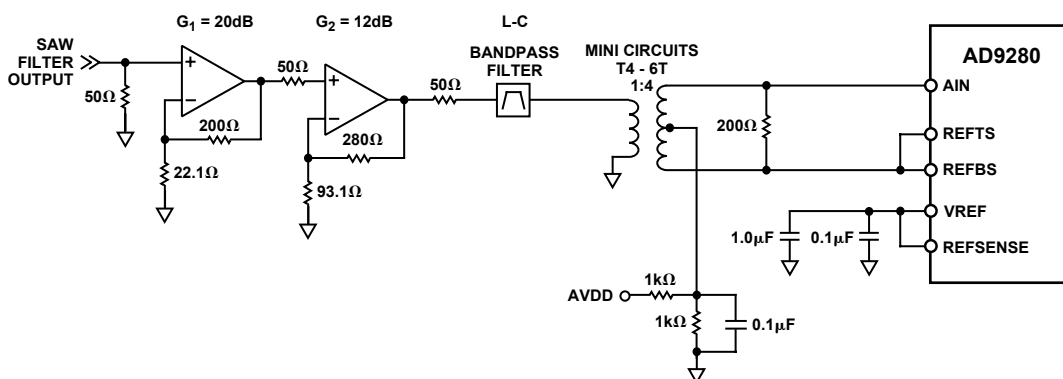 G1 = 20dB
G2 = 12dB
L-C
BANDPASS
FILTER
MINI CIRCUITS
T4 - 6T
1:4
SAW
FILTER
OUTPUT
50Ω
+
−
200Ω
22.1Ω
50Ω
+
−
280Ω
93.1Ω
50Ω
200Ω
AD9280
AIN
REFTS
REFBS
VREF
REFSENSE
1.0µF
0.1µF
AVDD
1kΩ
1kΩ
0.1µF